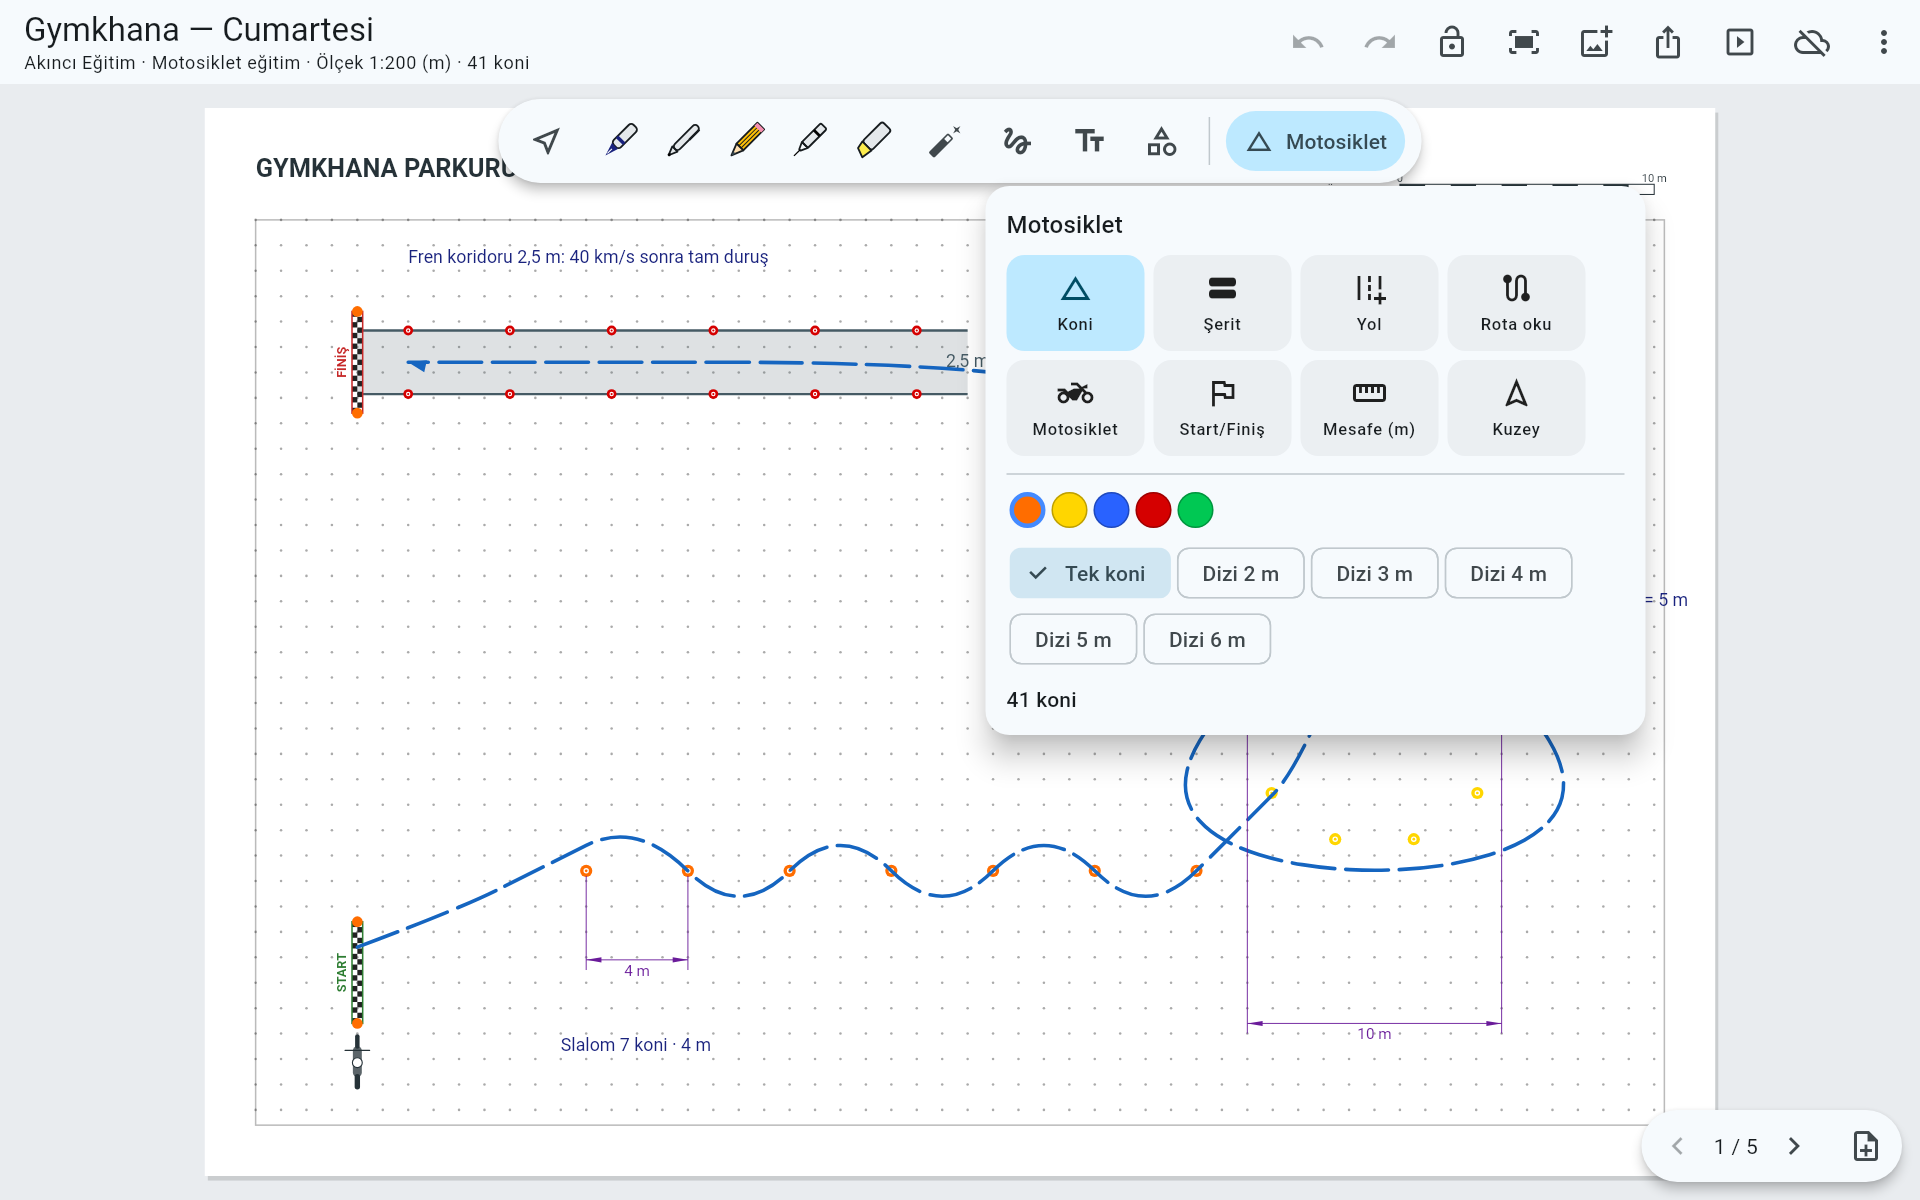 Gymkhana — Cumartesi
Akıncı Eğitim · Motosiklet eğitim · Ölçek 1:200 (m) · 41 koni
Motosiklet
GYMKHANA PARKURU
10 m
Motosiklet
Koni
Şerit
Yol
Rota oku
Motosiklet
Start/Finiş
Mesafe (m)
Kuzey
Tek koni
Dizi 2 m
Dizi 3 m
Dizi 4 m
Dizi 5 m
Dizi 6 m
41 koni
Fren koridoru 2,5 m: 40 km/s sonra tam duruş
FİNİŞ
2,5 m
= 5 m
START
4 m
10 m
Slalom 7 koni · 4 m
1 / 5